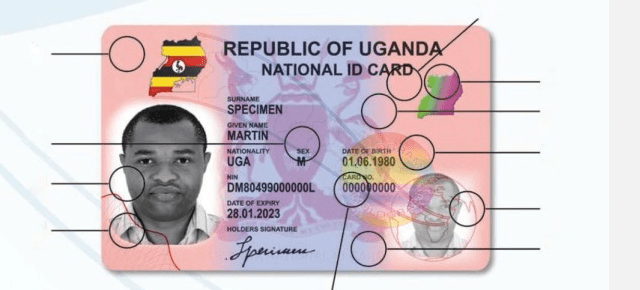 REPUBLIC OF UGANDA
NATIONAL ID CARD
SURNAME
SPECIMEN
GIVEN NAME
MARTIN
NATIONALITY SEX DATE OF BIRTH
UGA M 01.06.1980
NIN CARD NO.
DM80499000000L 000000000
DATE OF EXPIRY
28.01.2023
HOLDERS SIGNATURE
Specimen